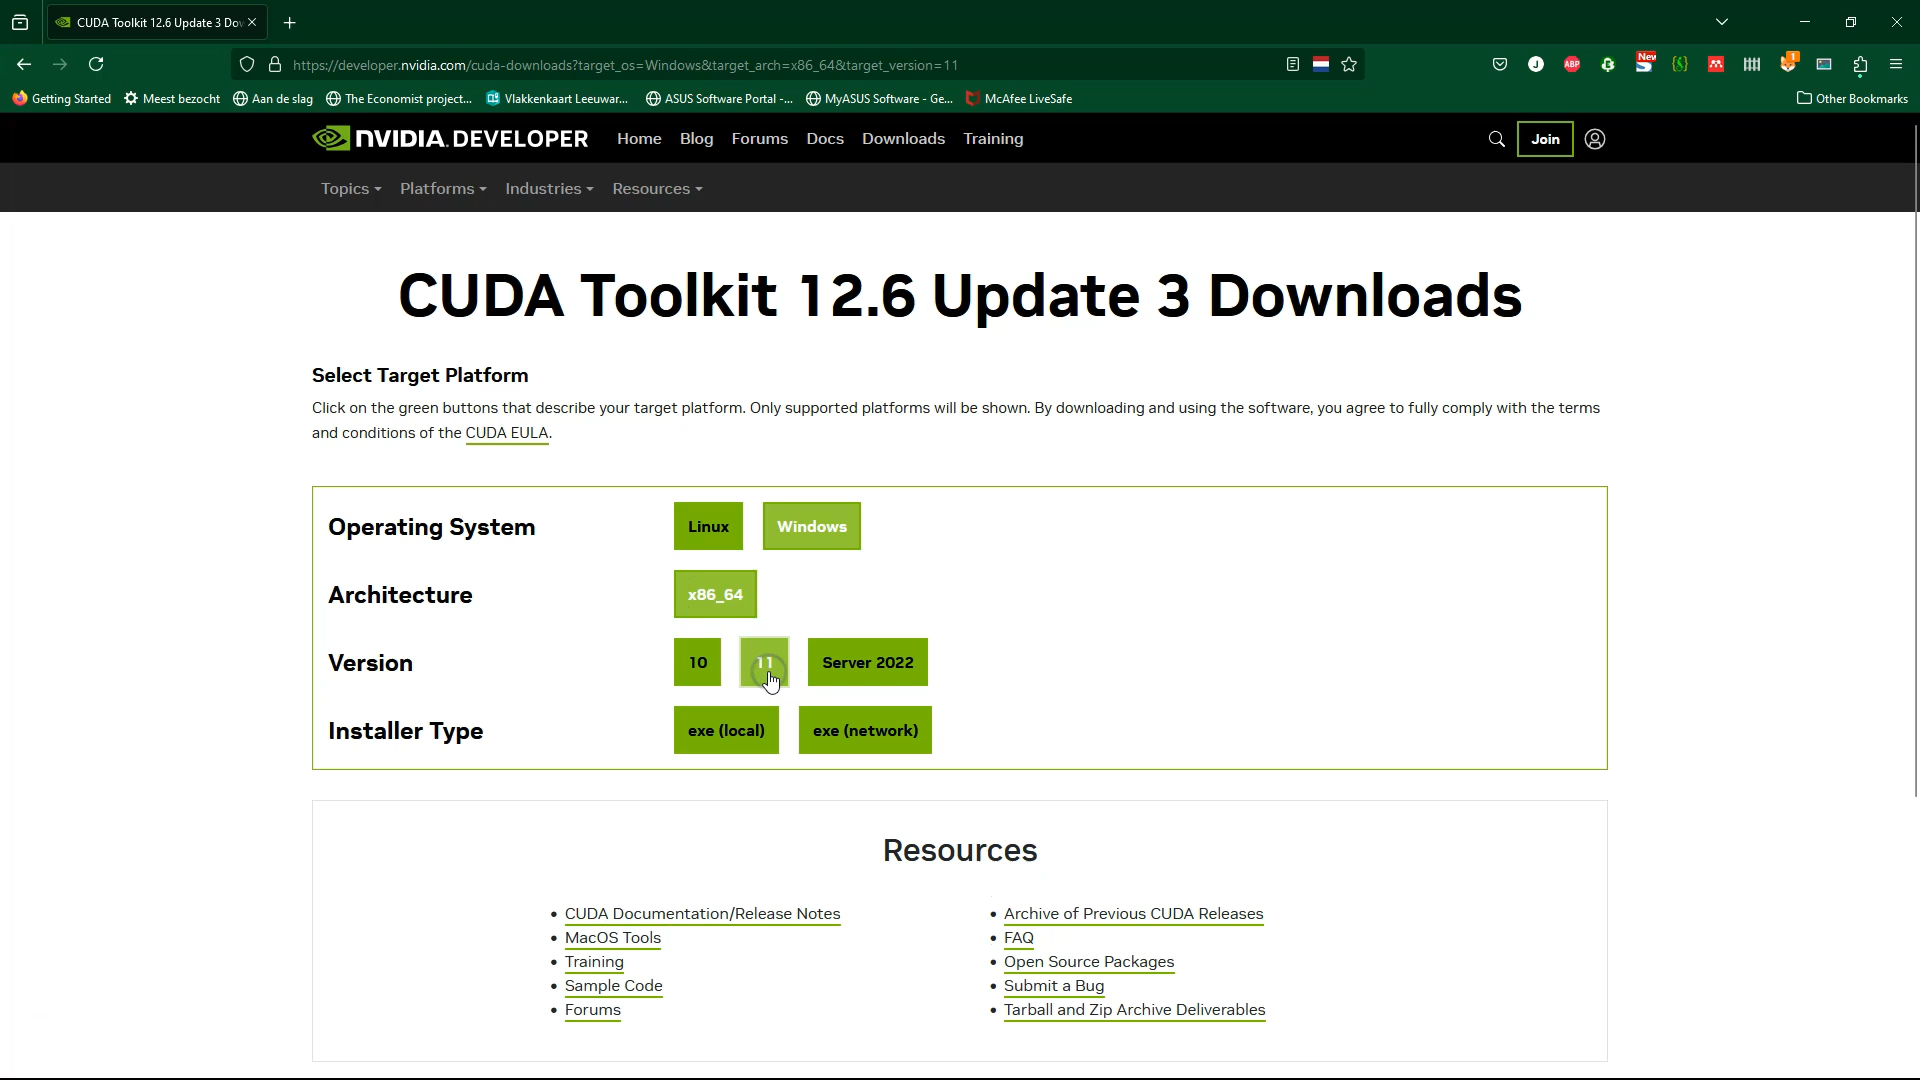 CUDA Toolkit 12.6 Update 3 Dov
https://developer.nvidia.com/cuda-downloads?target_os=Windows&target_arch=x86_64&target_version=11
New
J
ABP
1
Getting Started
Meest bezocht
Aan de slag
The Economist project...
Vlakkenkaart Leeuwar...
ASUS Software Portal -...
MyASUS Software - Ge...
McAfee LiveSafe
Other Bookmarks
NVIDIA. DEVELOPER
Home
Blog
Forums
Docs
Downloads
Training
Join
Topics
Platforms
Industries
Resources
CUDA Toolkit 12.6 Update 3 Downloads
Select Target Platform
Click on the green buttons that describe your target platform. Only supported platforms will be shown. By downloading and using the software, you agree to fully comply with the terms
and conditions of the CUDA EULA.
Operating System
Linux
Windows
Architecture
x86_64
Version
10
11
Server 2022
Installer Type
exe (local)
exe (network)
Resources
CUDA Documentation/Release Notes
MacOS Tools
Training
Sample Code
Forums
Archive of Previous CUDA Releases
FAQ
Open Source Packages
Submit a Bug
Tarball and Zip Archive Deliverables